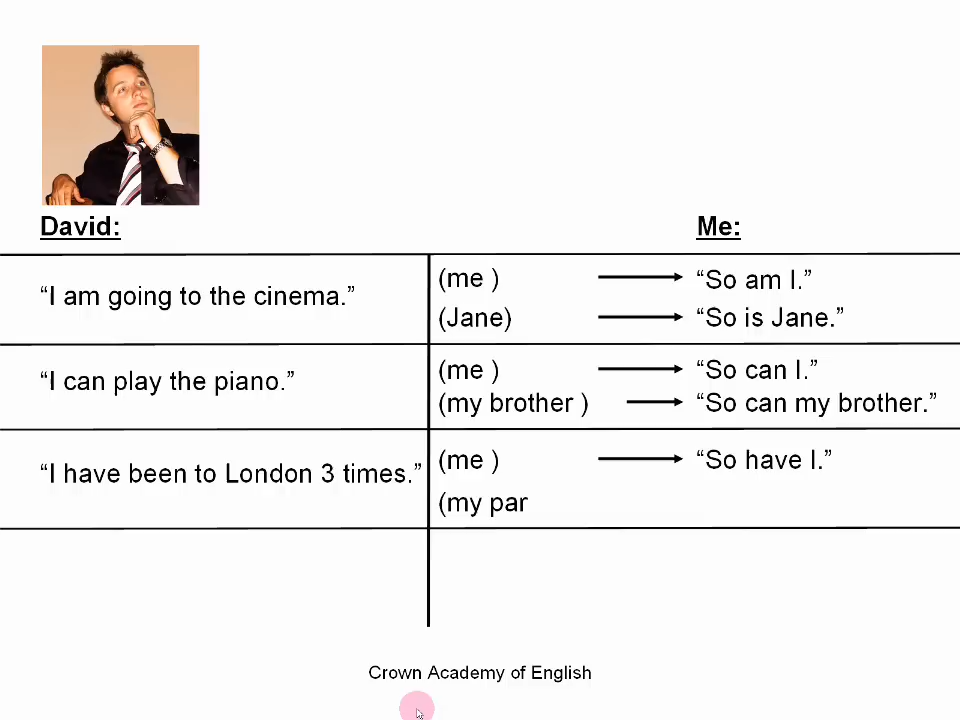 David:
Me:
“I am going to the cinema.”
(me )
“So am I.”
(Jane)
“So is Jane.”
“I can play the piano.”
(me )
“So can I.”
(my brother )
“So can my brother.”
“I have been to London 3 times.”
(me )
“So have I.”
(my par
Crown Academy of English